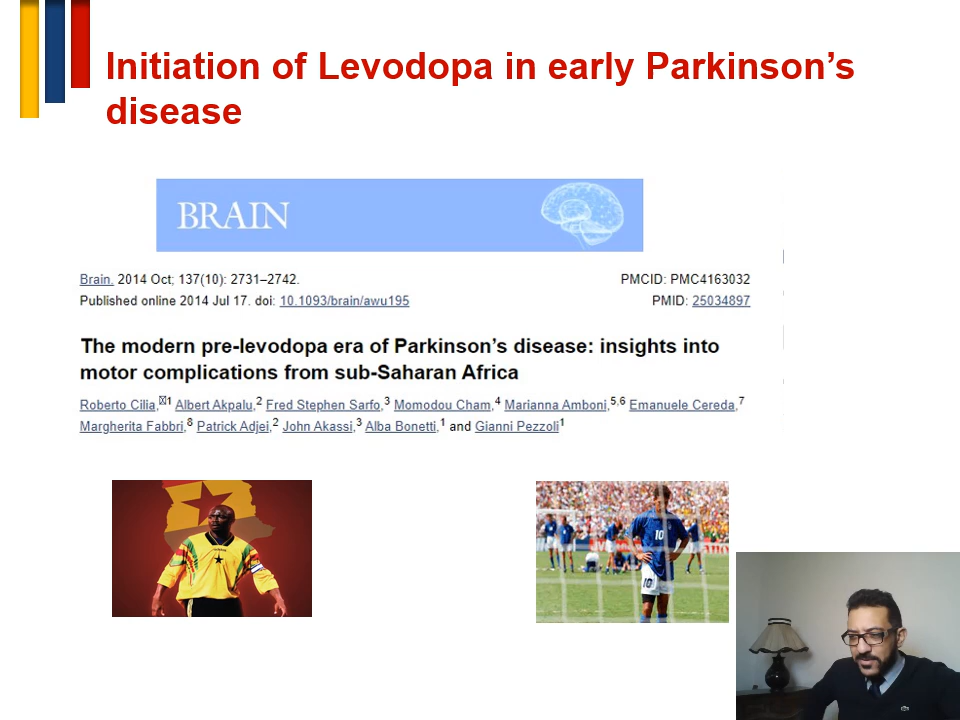 Initiation of Levodopa in early Parkinson’s
disease
BRAIN
Brain. 2014 Oct; 137(10): 2731–2742.
PMCID: PMC4163032
Published online 2014 Jul 17. doi: 10.1093/brain/awu195
PMID: 25034897
The modern pre-levodopa era of Parkinson’s disease: insights into
motor complications from sub-Saharan Africa
Roberto Cilia,1 Albert Akpalu,2 Fred Stephen Sarfo,3 Momodou Cham,4 Marianna Amboni,5,6 Emanuele Cereda,7
Margherita Fabbri,8 Patrick Adjei,2 John Akassi,3 Alba Bonetti,1 and Gianni Pezzoli1
10
10